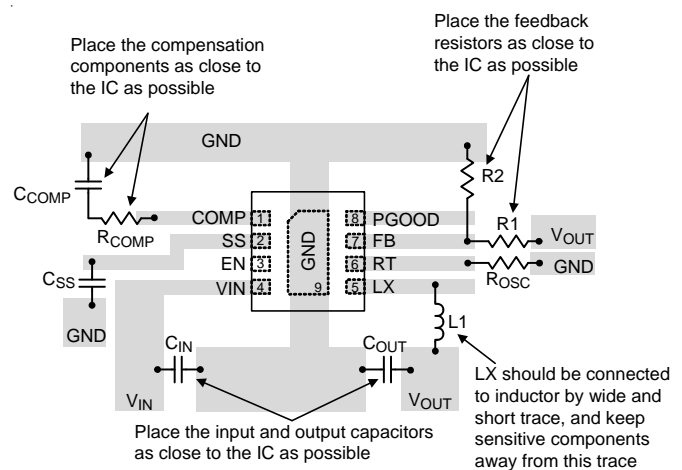 Place the compensation
components as close to
the IC as possible
Place the feedback
resistors as close to
the IC as possible
GND
CCOMP
RCOMP
R2
R1
VOUT
COMP 1
8 PGOOD
SS 2
7 FB
EN 3
6 RT
VIN 4
5 LX
GND
9
ROSC
GND
CSS
GND
L1
CIN
COUT
VIN
VOUT
Place the input and output capacitors
as close to the IC as possible
LX should be connected
to inductor by wide and
short trace, and keep
sensitive components
away from this trace